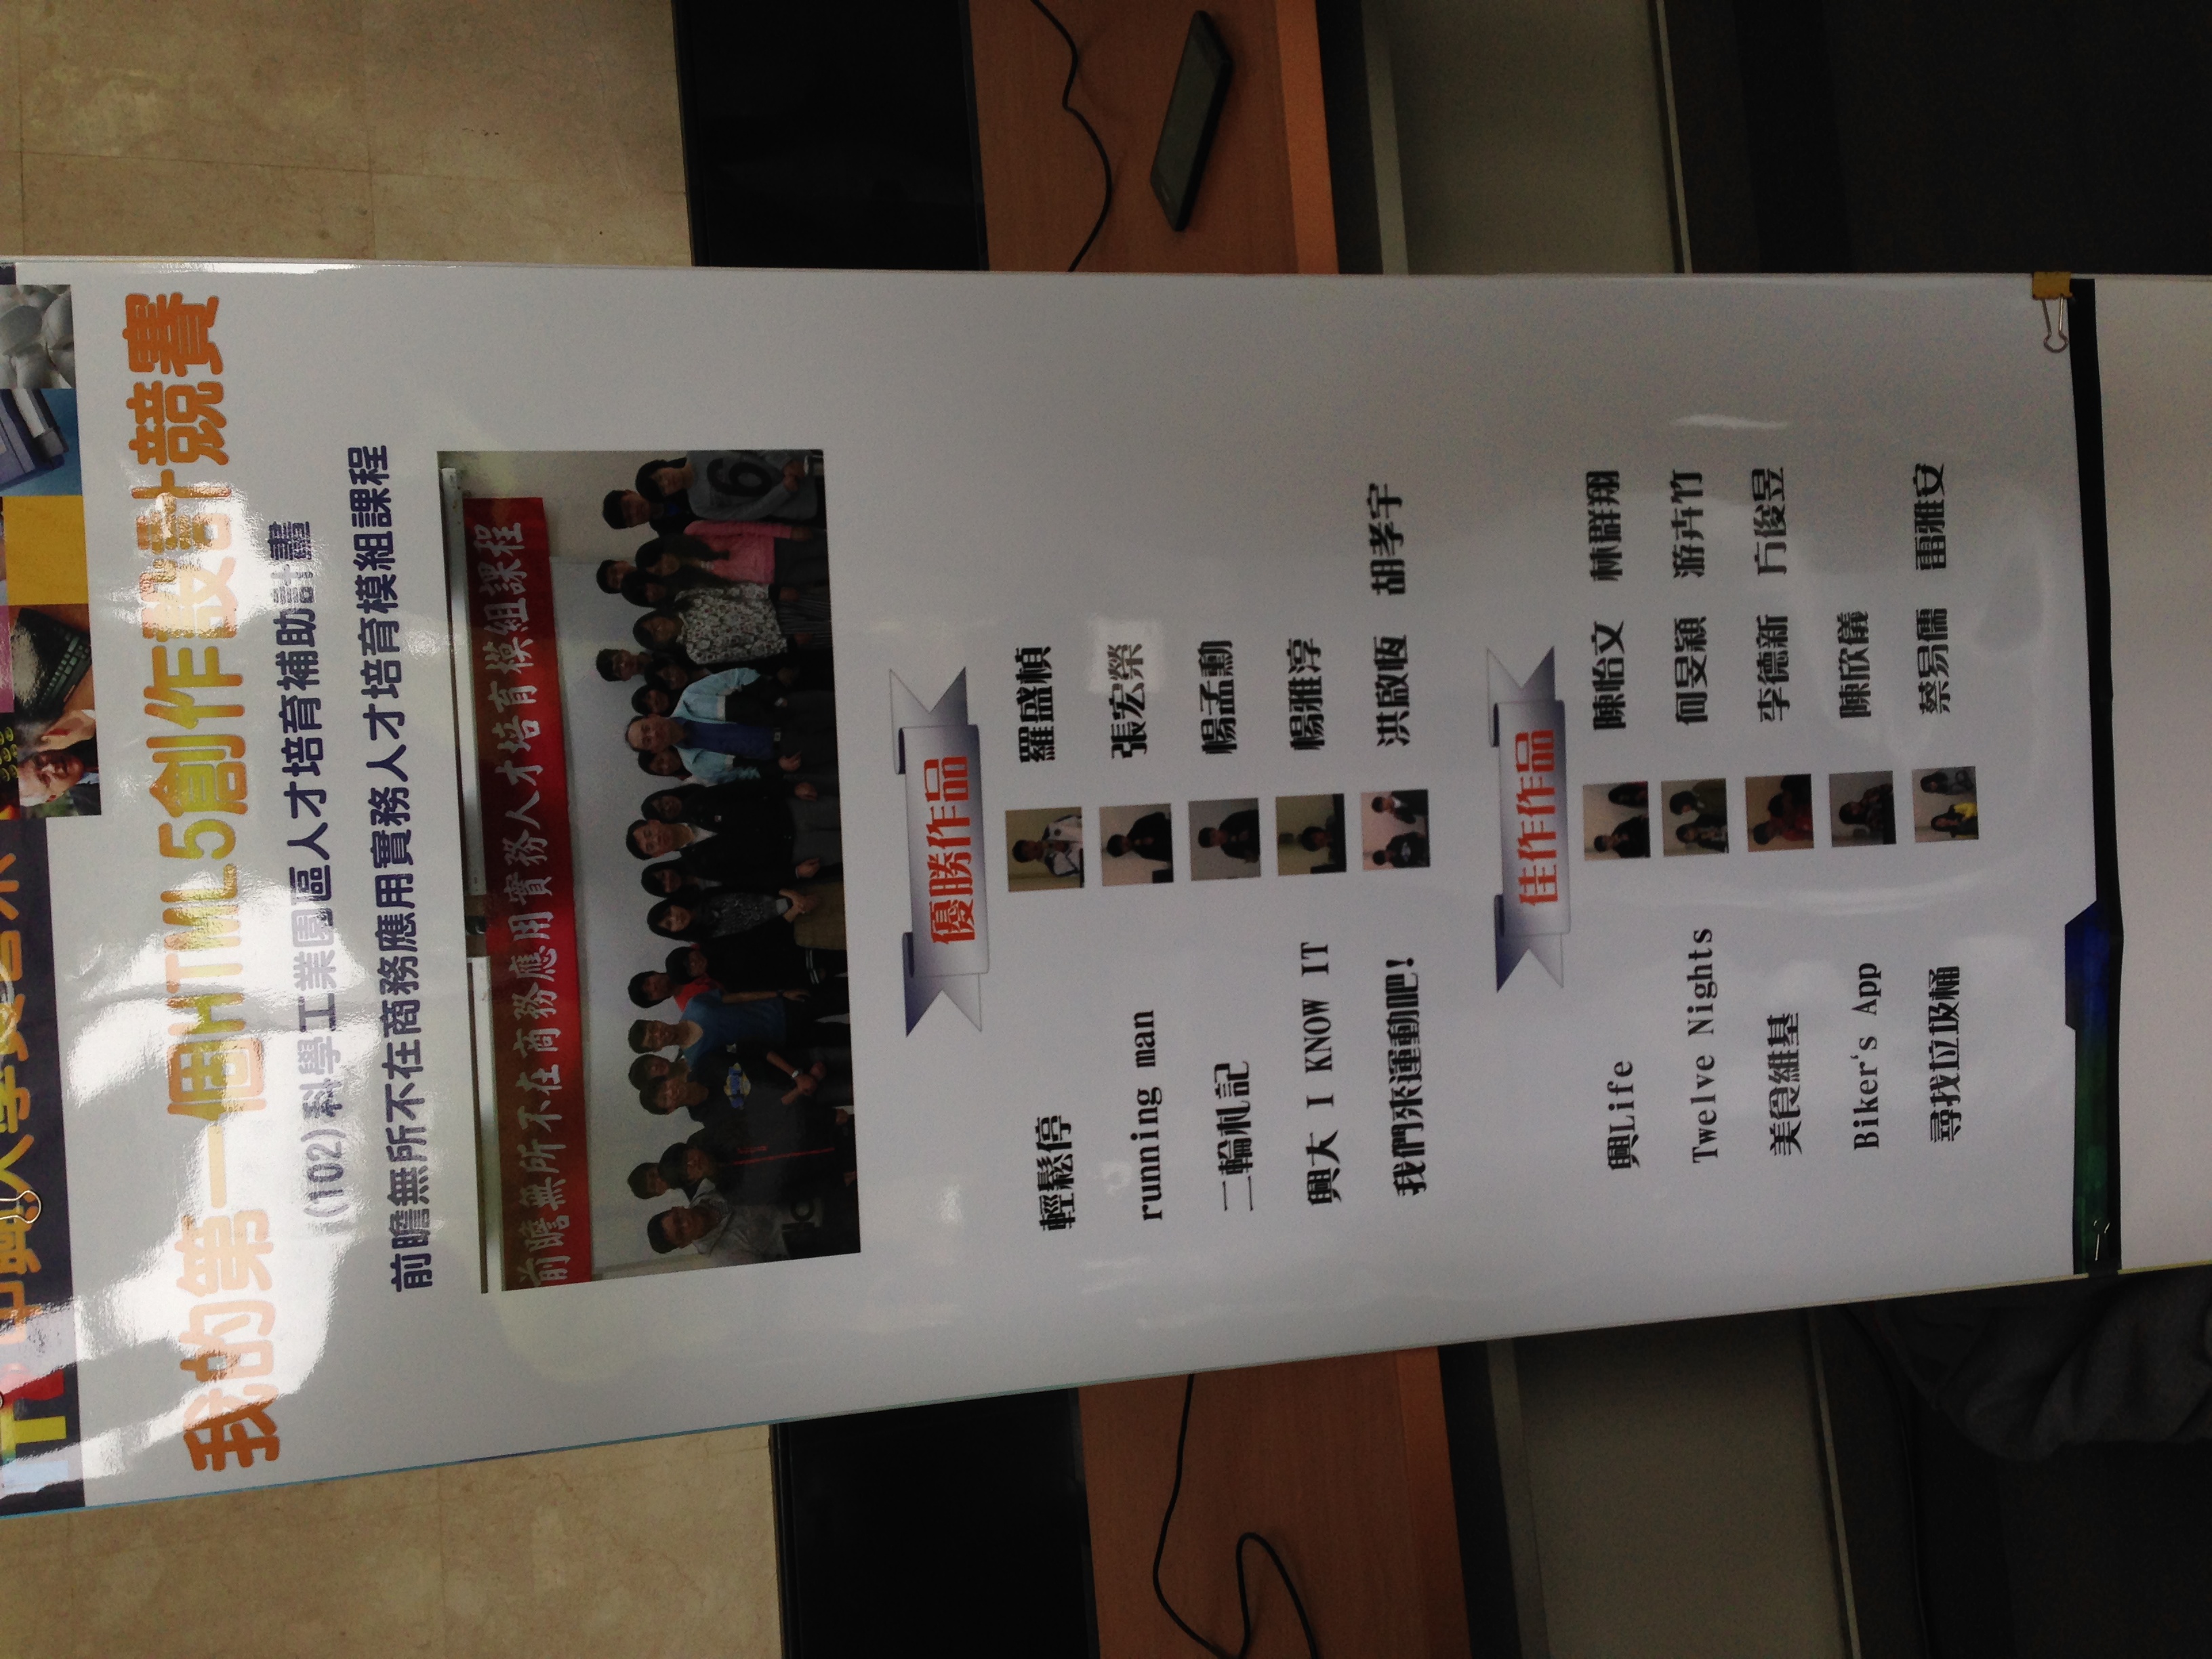 中興大學資管系
我的第一個HTML5創作設計競賽
(102)科學工業園區人才培育補助計畫
前瞻無所不在商務應用實務人才培育模組課程
前瞻無所不在商務應用實務人才培育模組課程
6
優勝作品
輕鬆停 羅盛楨
running man 張宏榮
二輪札記 楊孟勳
興大 I KNOW IT 楊雅淳
我們來運動吧! 洪啟恆 胡孝宇
佳作作品
興Life 陳怡文 林群翔
Twelve Nights 何旻穎 游卉竹
美食維基 李德新 方俊昱
Biker‘s App 陳欣儀
尋找垃圾桶 蔡易儒 雷雅安